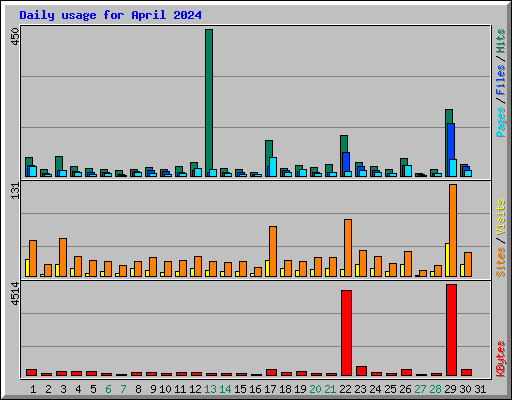 Daily usage for April 2024
450
Pages / Files / Hits
131
Sites / Visits
4514
KBytes
1 2 3 4 5 6 7 8 9 10 11 12 13 14 15 16 17 18 19 20 21 22 23 24 25 26 27 28 29 30 31